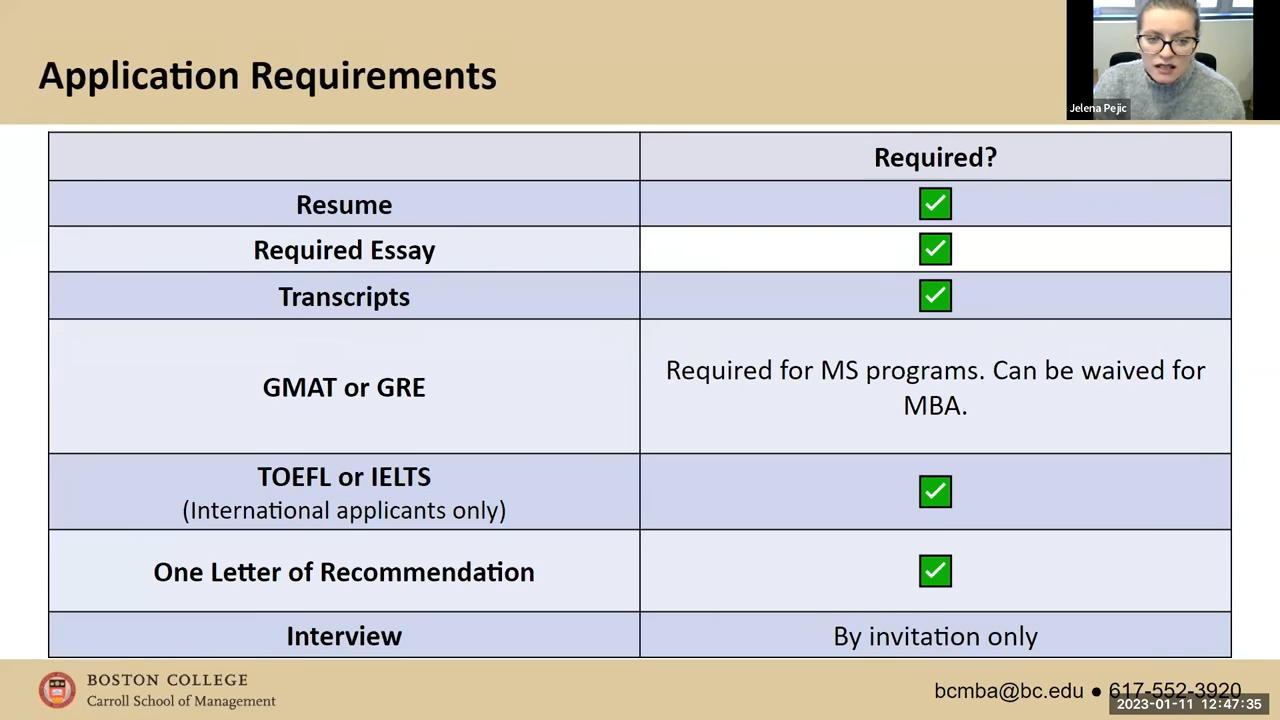 Application Requirements
Jelena Pejic
Required?
Resume
Required Essay
Transcripts
GMAT or GRE
Required for MS programs. Can be waived for
MBA.
TOEFL or IELTS
(International applicants only)
One Letter of Recommendation
Interview
By invitation only
BOSTON COLLEGE
Carroll School of Management
bcmba@bc.edu ● 617-552-3920
2023-01-11 12:47:35